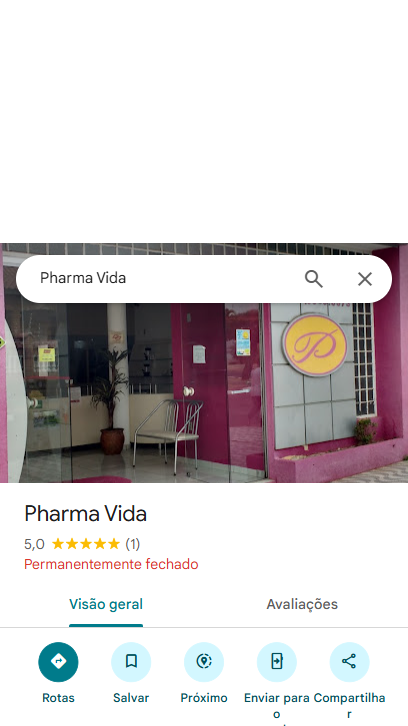 Pharma Vida
P
Pharma Vida
5,0 (1)
Permanentemente fechado
Visão geral
Avaliações
Rotas
Salvar
Próximo
Enviar para o
Compartilhar